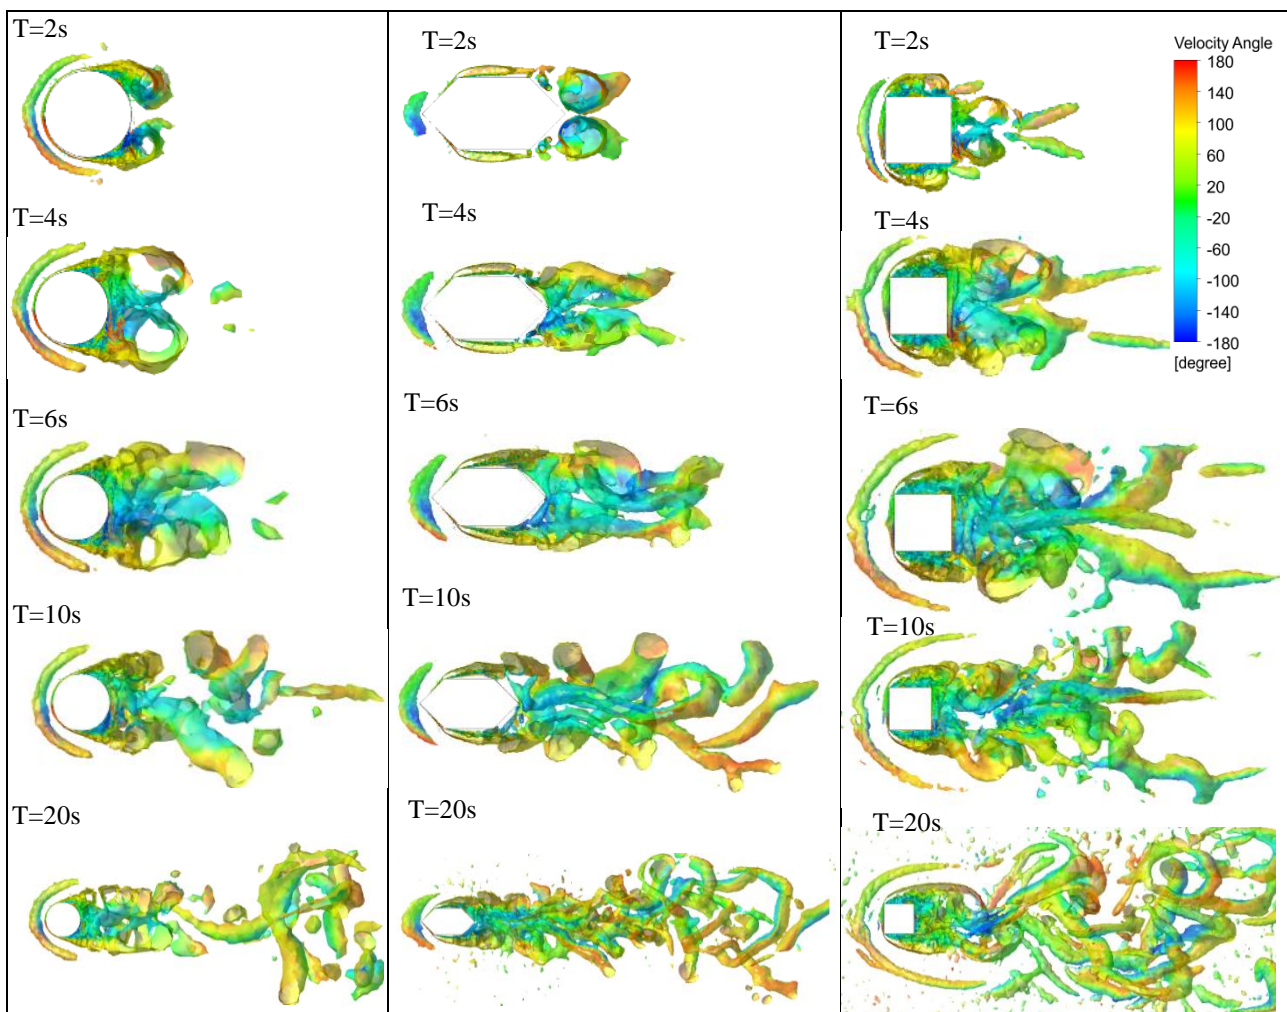 T=2s
T=2s
T=2s
Velocity Angle
180
140
100
60
20
-20
-60
-100
-140
-180
[degree]
T=4s
T=4s
T=4s
T=6s
T=6s
T=6s
T=10s
T=10s
T=10s
T=20s
T=20s
T=20s